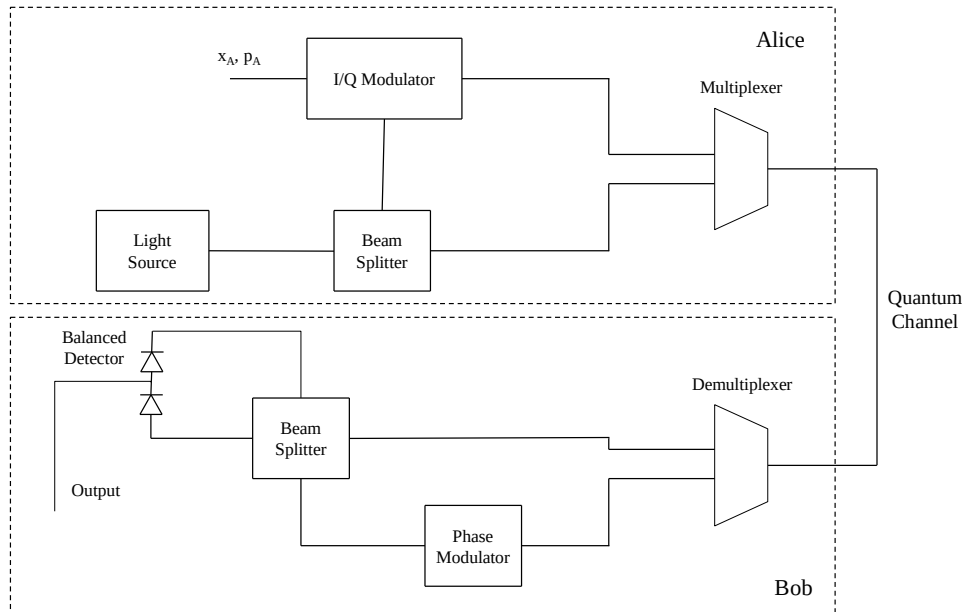 Alice
x_A, p_A
I/Q Modulator
Multiplexer
Light
Source
Beam
Splitter
Quantum
Channel
Balanced
Detector
Demultiplexer
Beam
Splitter
Output
Phase
Modulator
Bob